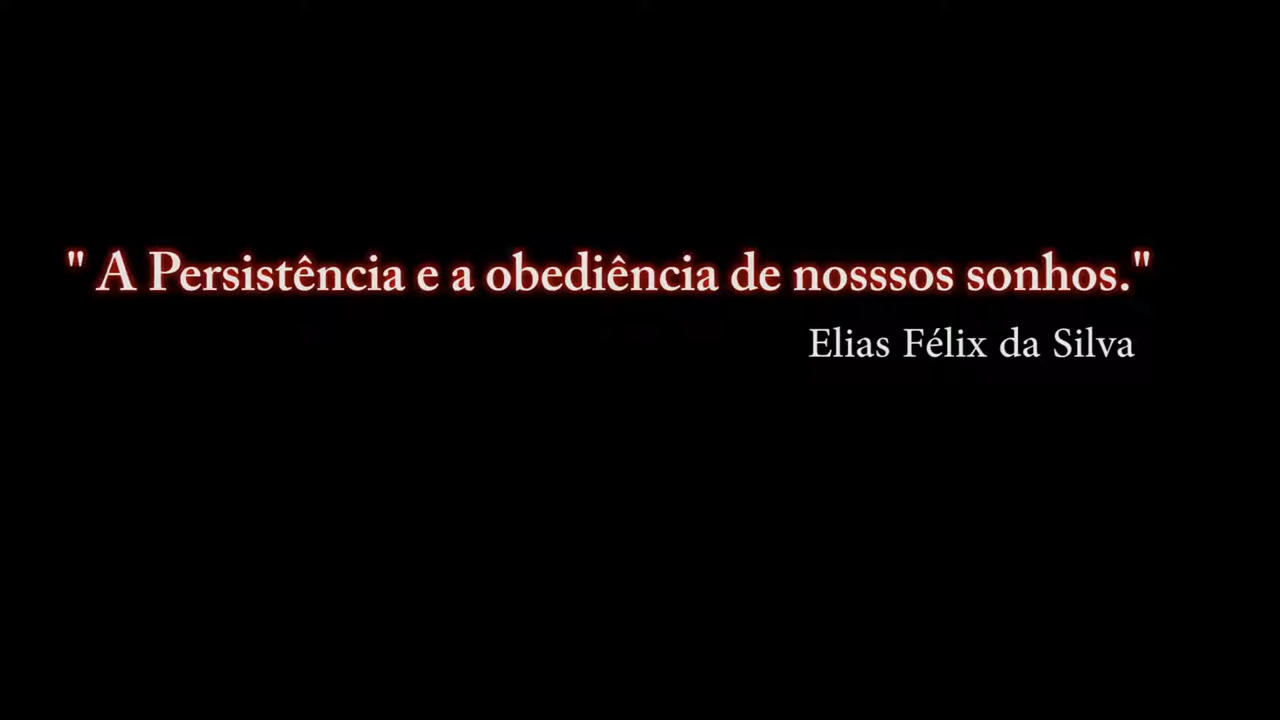 " A Persistência e a obediência de nosssos sonhos."
Elias Félix da Silva